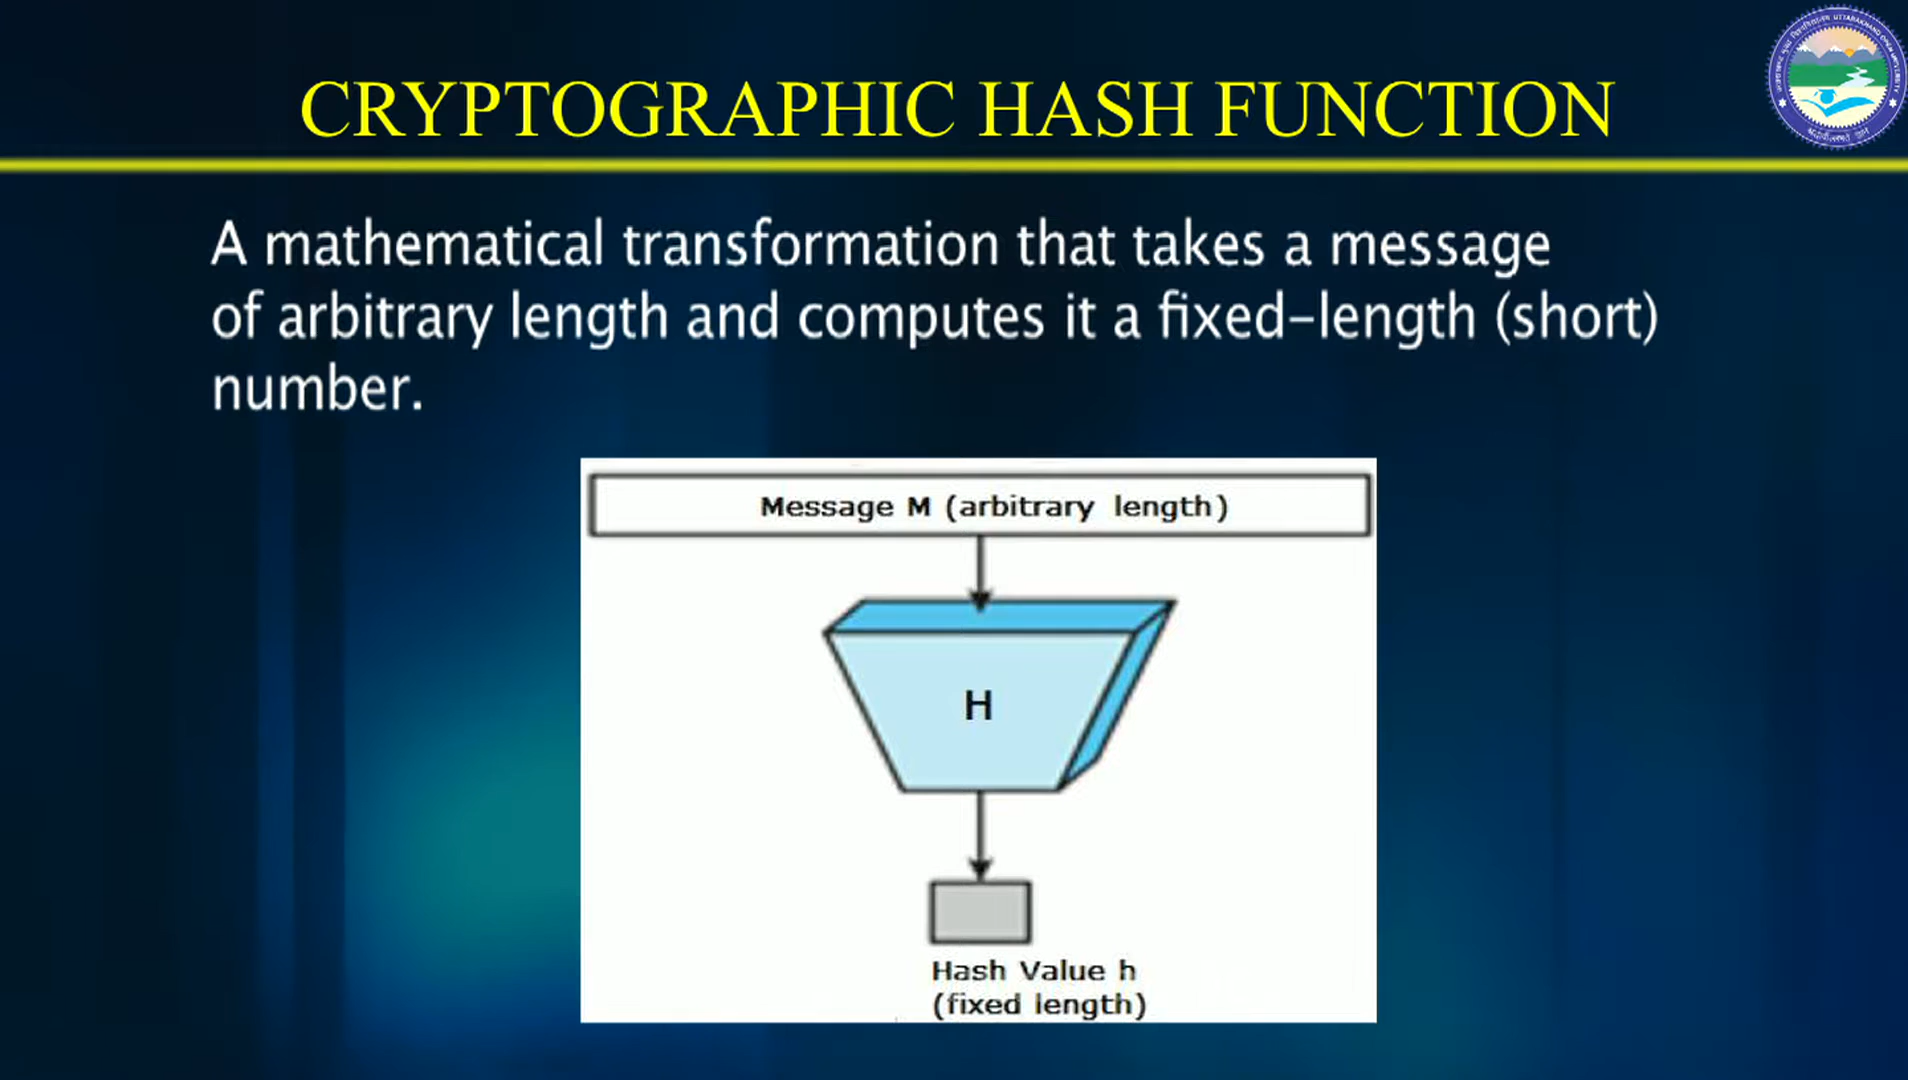 CRYPTOGRAPHIC HASH FUNCTION
A mathematical transformation that takes a message
of arbitrary length and computes it a fixed-length (short)
number.
Message M (arbitrary length)
H
Hash Value h
(fixed length)